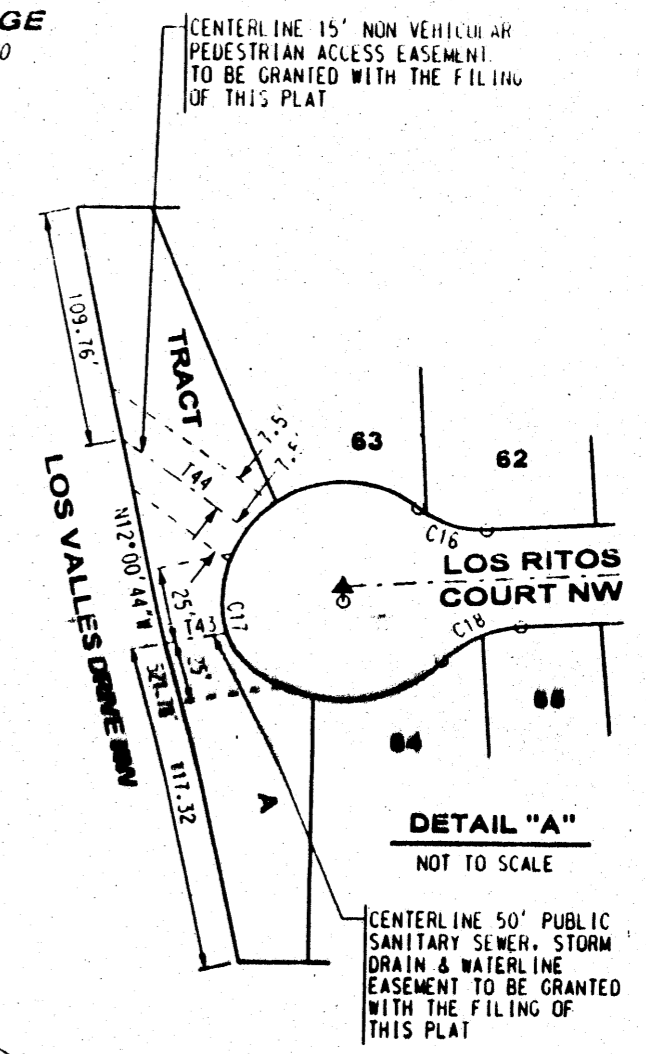 GE
0
CENTERLINE 15' NON VEHICULAR
PEDESTRIAN ACCESS EASEMENT
TO BE GRANTED WITH THE FILING
OF THIS PLAT
109.76'
TRACT
7.5'
7.5'
T44
63
62
C16
LOS RITOS
COURT NW
LOS VALLES DRIVE NW
N12°00'44"W
25'
T43
C17
25'
C18
117.32
A
64
DETAIL "A"
NOT TO SCALE
CENTERLINE 50' PUBLIC
SANITARY SEWER, STORM
DRAIN & WATERLINE
EASEMENT TO BE GRANTED
WITH THE FILING OF
THIS PLAT